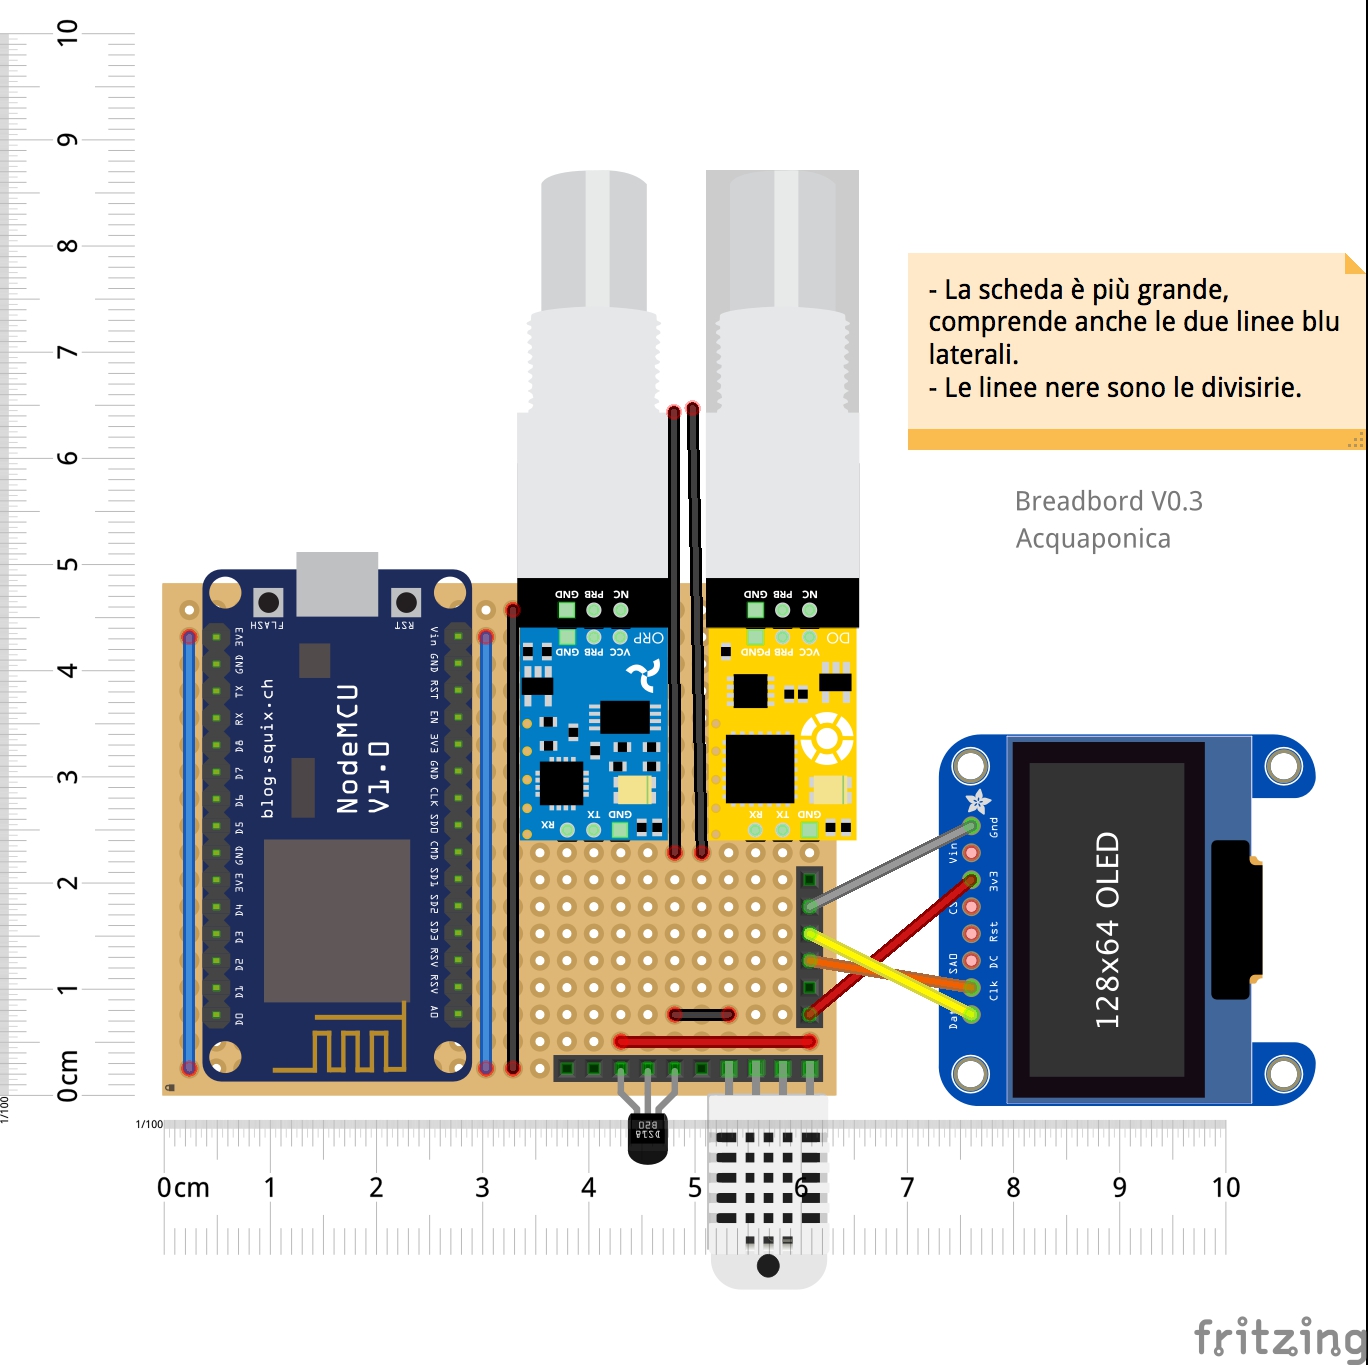 10
9
8
7
6
5
4
3
2
1
0cm
1/100
- La scheda è più grande,
comprende anche le due linee blu
laterali.
- Le linee nere sono le divisirie.
Breadbord V0.3
Acquaponica
FLASH
RST
3V3
GND
TX
RX
D8
D7
D6
D5
GND
3V3
D4
D3
D2
D1
D0
blog.squix.ch
NodeMCU
V1.0
Vin
GND
RST
EN
3V3
GND
CLK
SD0
CMD
SD1
SD2
SD3
RSV
RSV
A0
GND PRB NC
GND PRB VCC ORP
RX TX GND
GND PRB NC
PGND PRB VCC DO
RX TX GND
Gnd
Vin
3v3
CS
Rst
DC
SA0
Clk
128x64 OLED
DS18
B20
1/100
0cm 1 2 3 4 5 6 7 8 9 10
fritzing